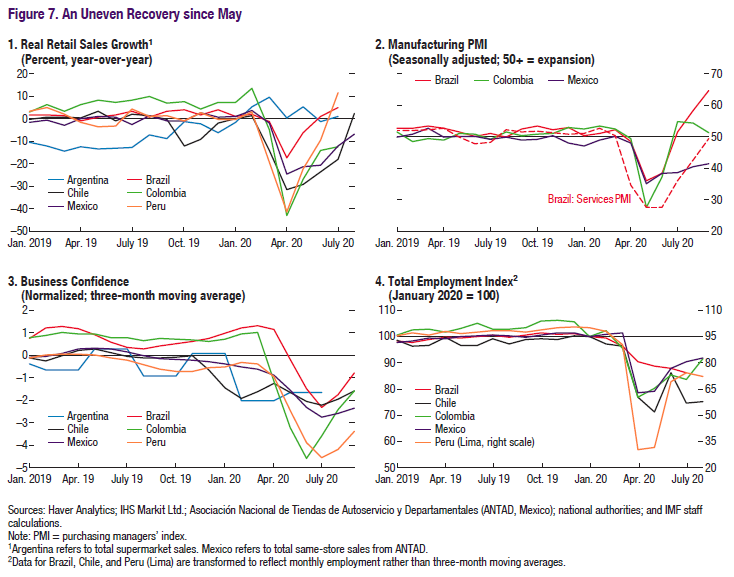 Figure 7. An Uneven Recovery since May
1. Real Retail Sales Growth¹
(Percent, year-over-year)
20
10
0
–10
–20
–30
–40
–50
Argentina
Brazil
Chile
Colombia
Mexico
Peru
Jan. 2019
Apr. 19
July 19
Oct. 19
Jan. 20
Apr. 20
July 20
2. Manufacturing PMI
(Seasonally adjusted; 50+ = expansion)
Brazil
Colombia
Mexico
70
60
50
40
30
20
Brazil: Services PMI
Jan. 2019
Apr. 19
July 19
Oct. 19
Jan. 20
Apr. 20
July 20
3. Business Confidence
(Normalized; three-month moving average)
2
1
0
–1
–2
–3
–4
–5
Argentina
Brazil
Chile
Colombia
Mexico
Peru
Jan. 2019
Apr. 19
July 19
Oct. 19
Jan. 20
Apr. 20
July 20
4. Total Employment Index²
(January 2020 = 100)
110
100
90
80
70
60
50
110
95
80
65
50
35
20
Brazil
Chile
Colombia
Mexico
Peru (Lima, right scale)
Jan. 2019
Apr. 19
July 19
Oct. 19
Jan. 20
Apr. 20
July 20
Sources: Haver Analytics; IHS Markit Ltd.; Asociación Nacional de Tiendas de Autoservicio y Departamentales (ANTAD, Mexico); national authorities; and IMF staff
calculations.
Note: PMI = purchasing managers' index.
¹Argentina refers to total supermarket sales. Mexico refers to total same-store sales from ANTAD.
²Data for Brazil, Chile, and Peru (Lima) are transformed to reflect monthly employment rather than three-month moving averages.